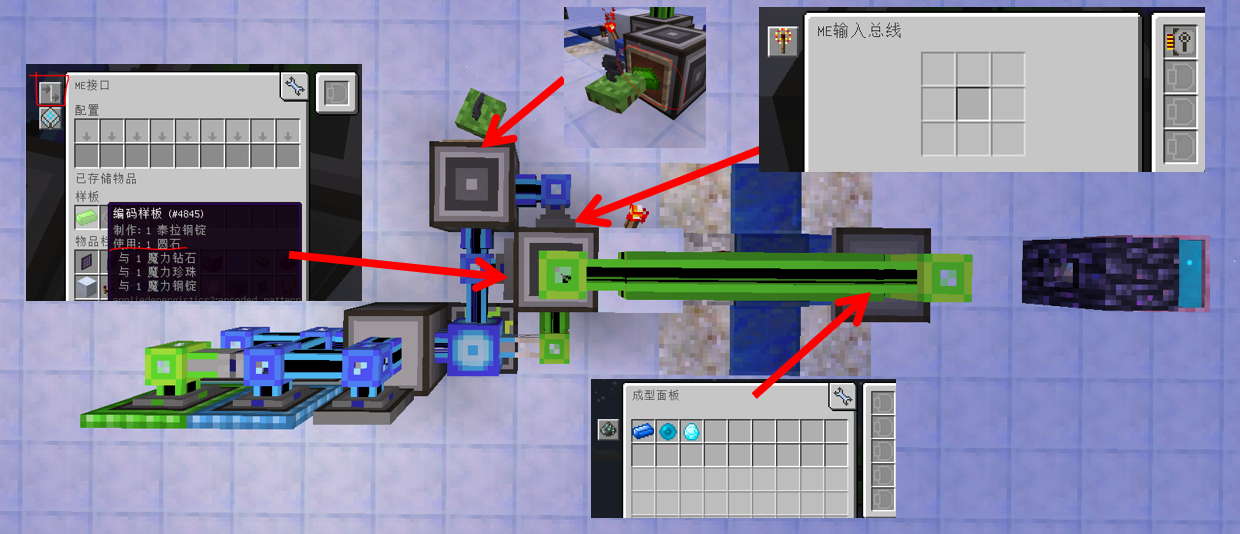 ME接口
配置
已存储物品
样板
编码样板 (#4845)
制作: 1 泰拉钢锭
使用: 1 圆石
与 1 魔力钻石
与 1 魔力珍珠
与 1 魔力钢锭
appliedenergistics2:encoded_pattern
ME输入总线
成型面板